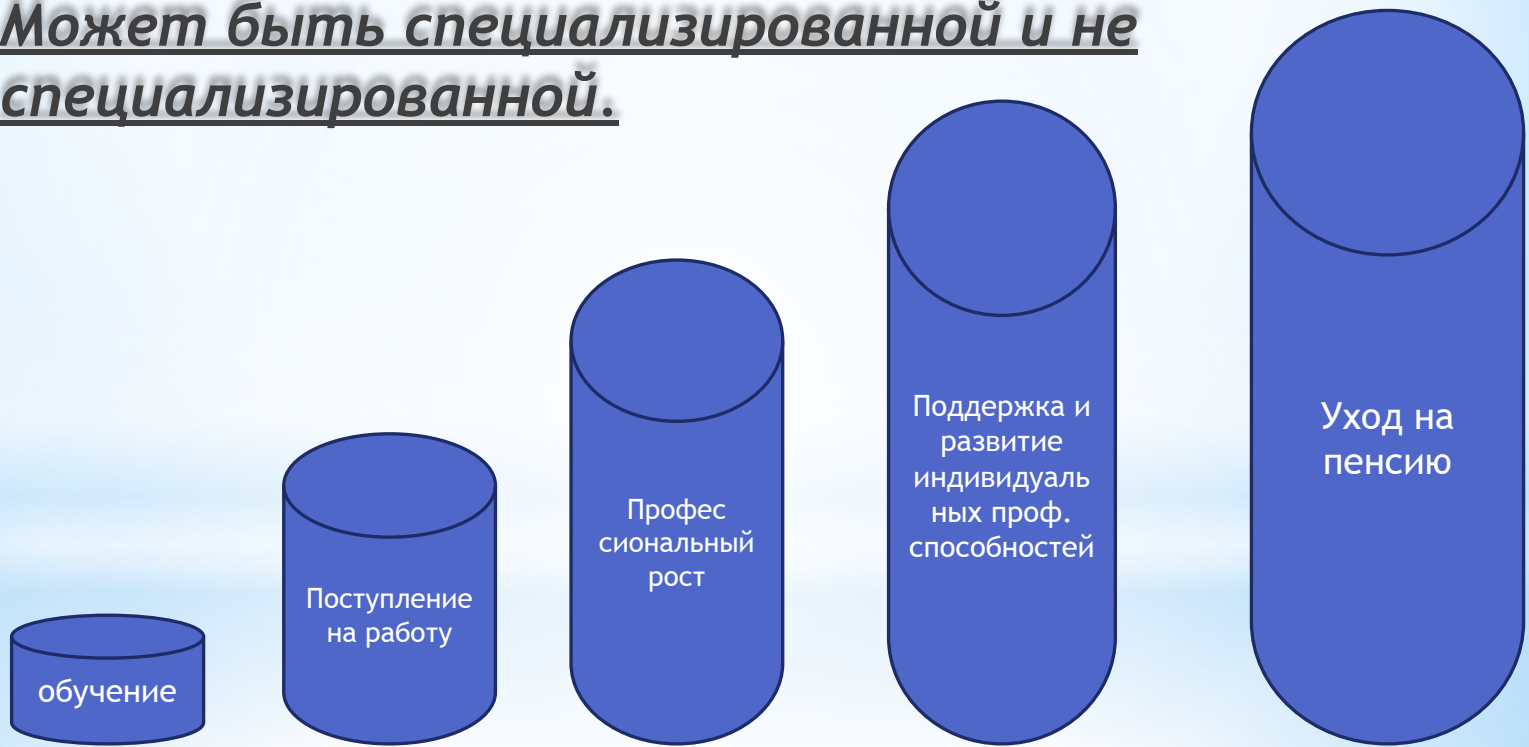 Может быть специализированной и не
специализированной.
обучение
Поступление
на работу
Профес
сиональный
рост
Поддержка и
развитие
индивидуаль
ных проф.
способностей
Уход на
пенсию